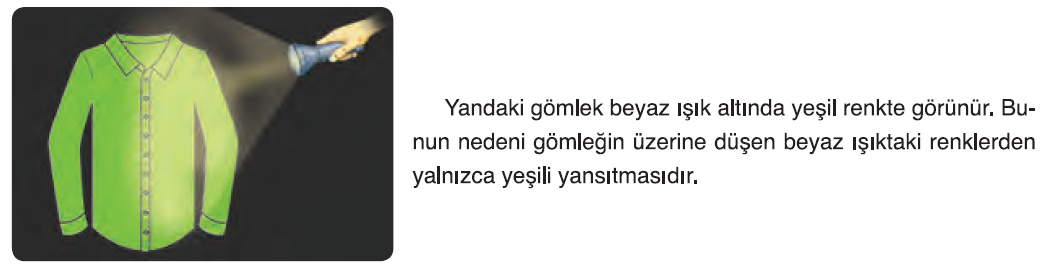 Yandaki gömlek beyaz ışık altında yeşil renkte görünür. Bu-
nun nedeni gömleğin üzerine düşen beyaz ışıktaki renklerden
yalnızca yeşili yansıtmasıdır.